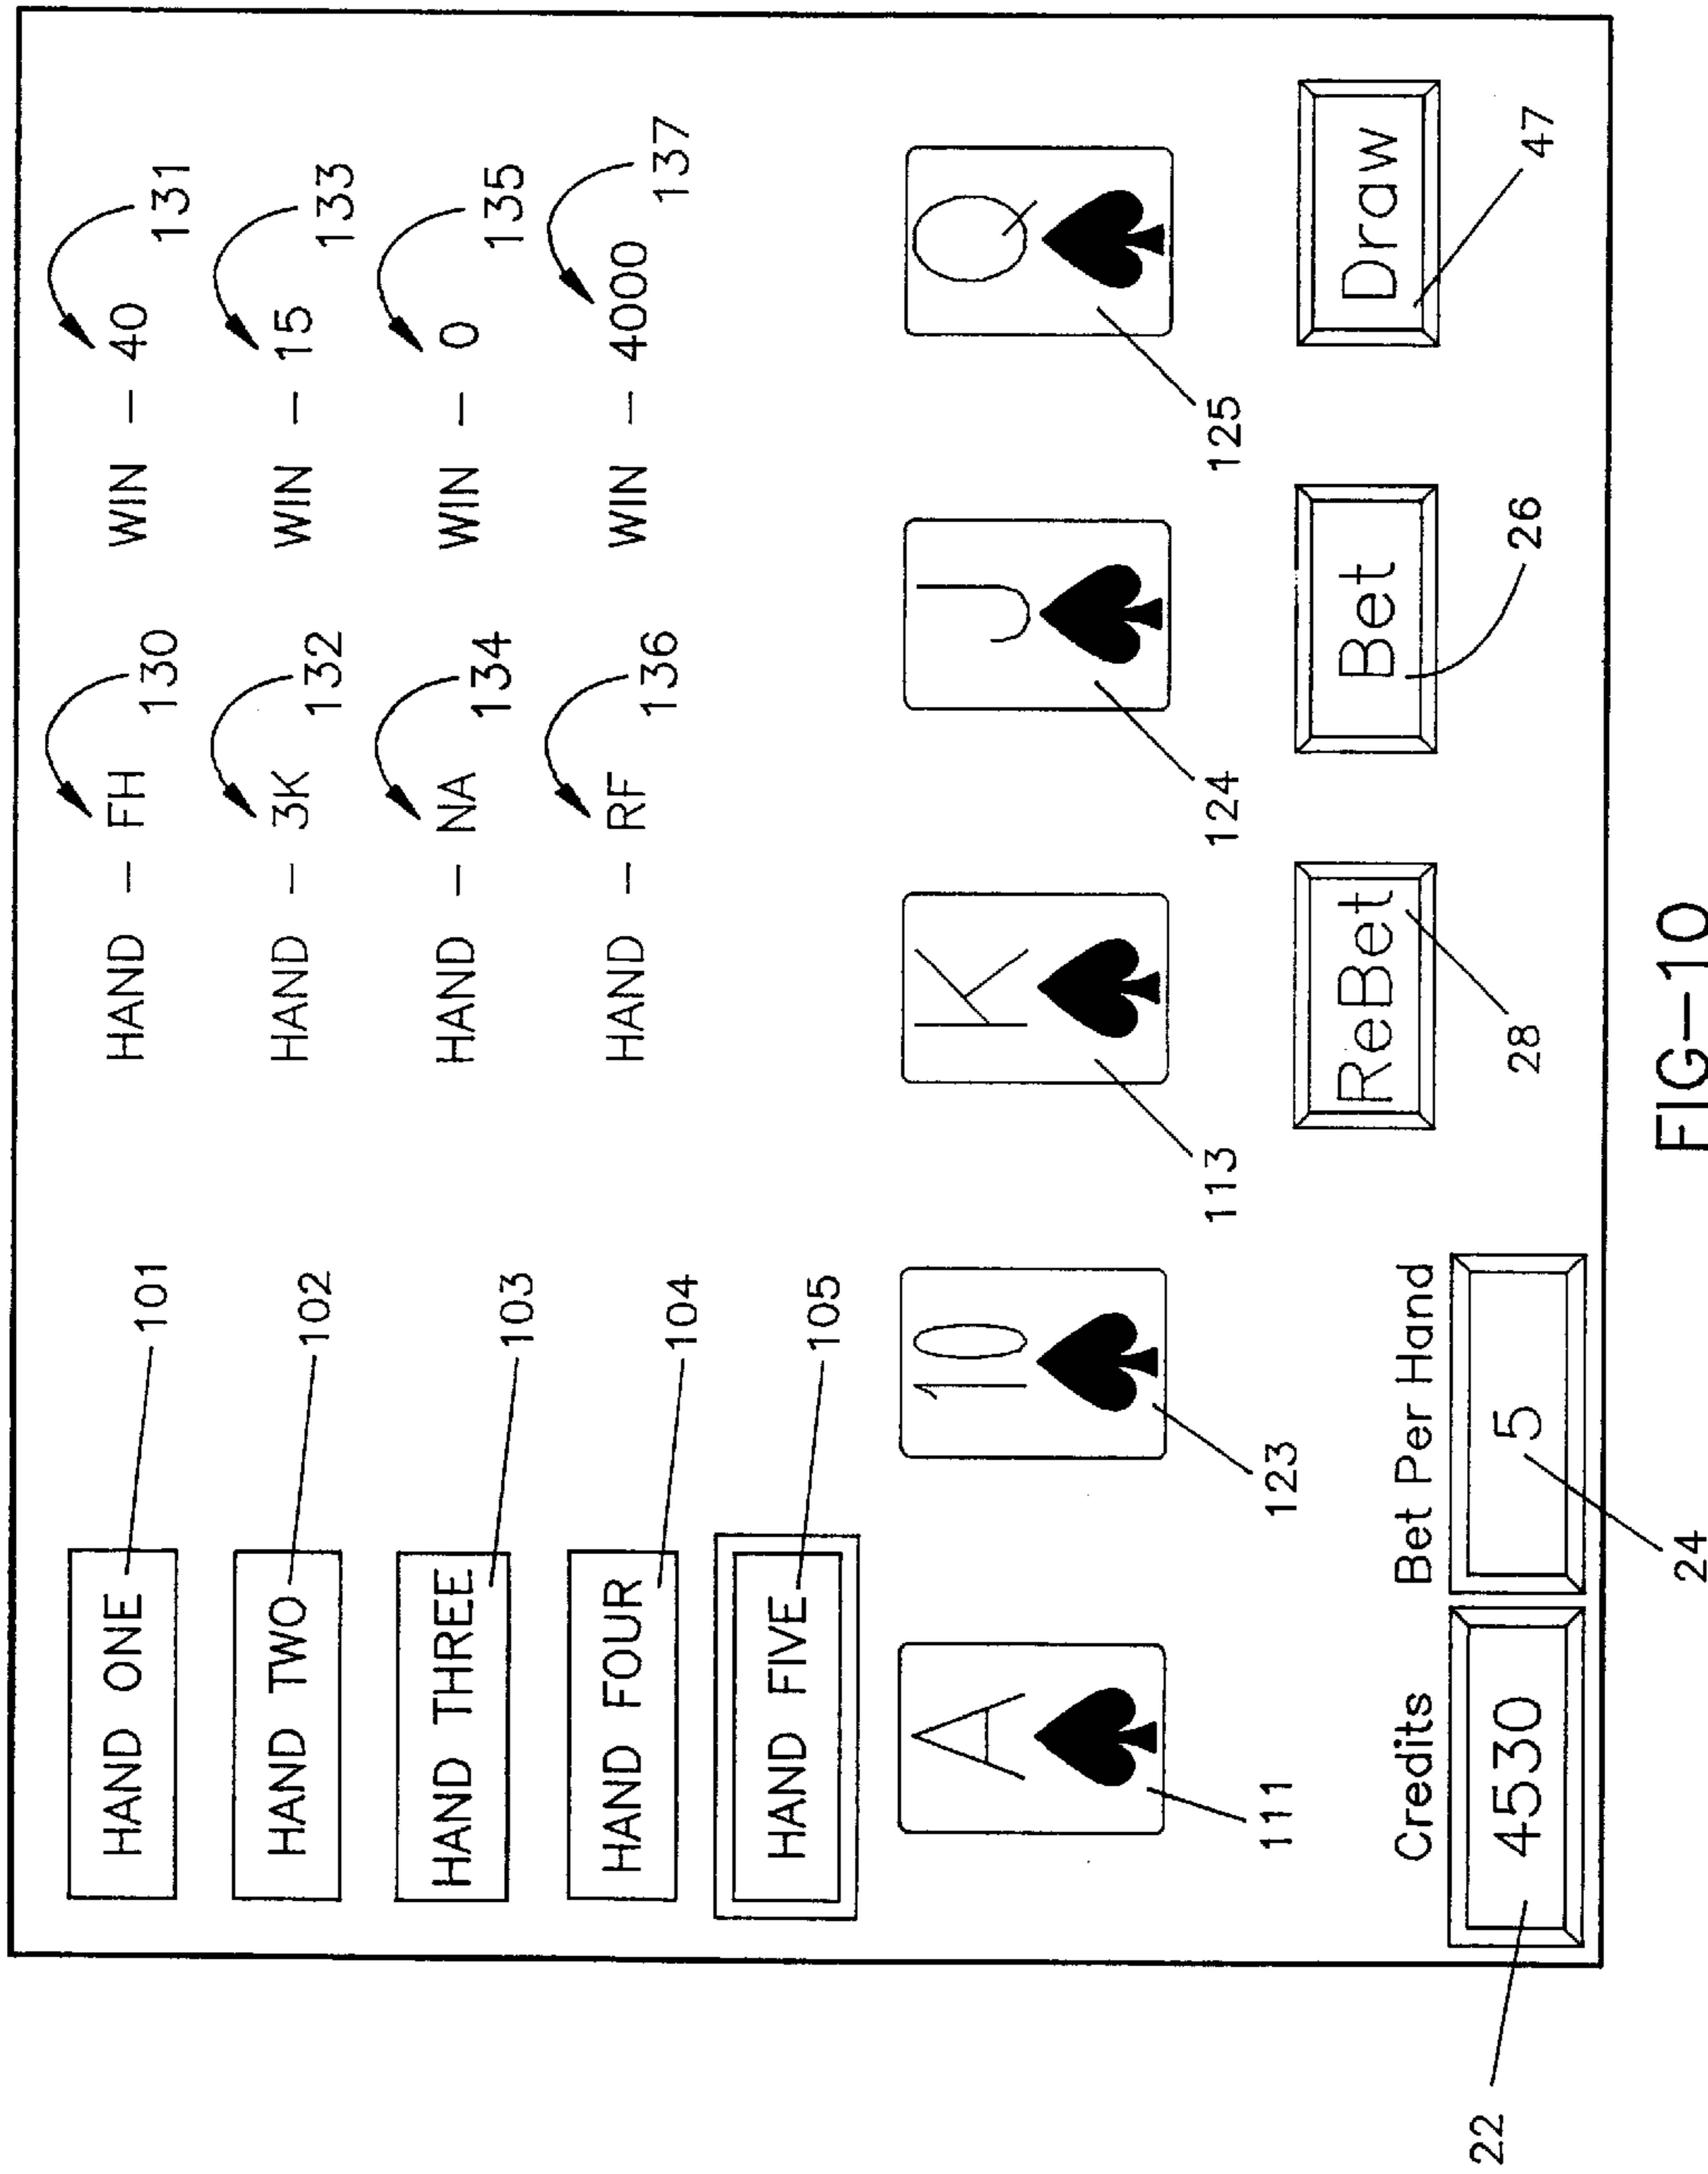 HAND ONE 101 HAND – FH 130 WIN – 40 131
HAND TWO 102 HAND – 3K 132 WIN – 15 133
HAND THREE 103 HAND – NA 134 WIN – 0 135
HAND FOUR 104 HAND – RF 136 WIN – 4000 137
HAND FIVE 105
A 10 K J Q
111 123 113 124 125
Credits Bet Per Hand
4530 5 ReBet Bet Draw
22 24 28 26 47
FIG–10